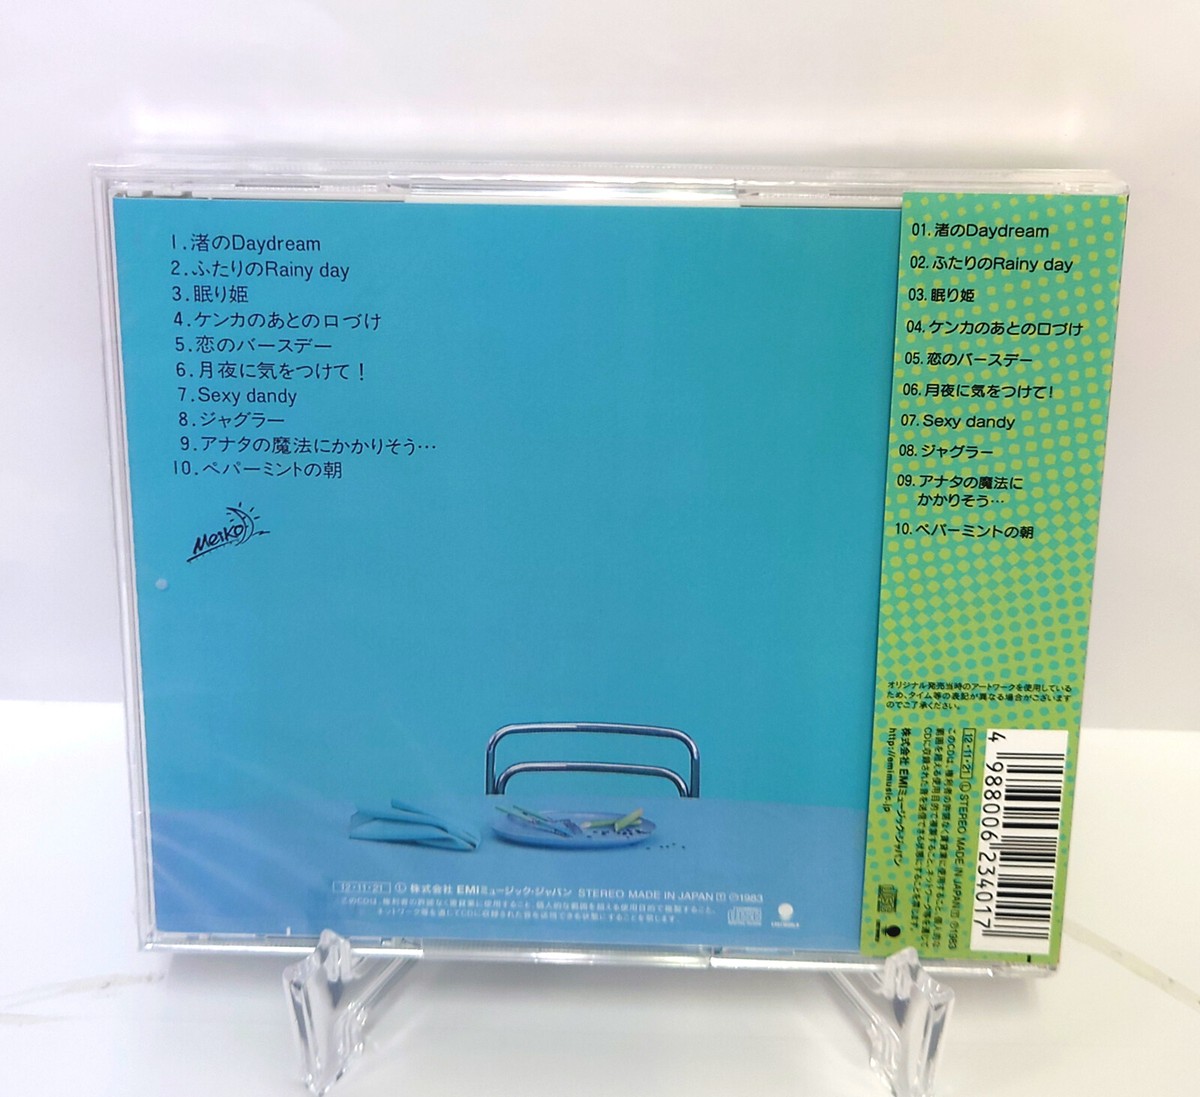 1.渚のDaydream
2.ふたりのRainy day
3.眠り姫
4.ケンカのあとの口づけ
5.恋のバースデー
6.月夜に気をつけて！
7.Sexy dandy
8.ジャグラー
9.アナタの魔法にかかりそう…
10.ペパーミントの朝
Meiko
12・11・21 Ⓛ 株式会社 EMIミュージック・ジャパン STEREO MADE IN JAPAN ℗1983
01.渚のDaydream
02.ふたりのRainy day
03.眠り姫
04.ケンカのあとの口づけ
05.恋のバースデー
06.月夜に気をつけて！
07.Sexy dandy
08.ジャグラー
09.アナタの魔法に
かかりそう…
10.ペパーミントの朝
オリジナル発売当時のアートワークを使用している
ため、タイム等の表記が異なる場合がございます
のでご了承ください。
4 988006 234017
12・11・21 Ⓛ STEREO MADE IN JAPAN ℗1983
株式会社 EMIミュージック・ジャパン
http://emimusic.jp